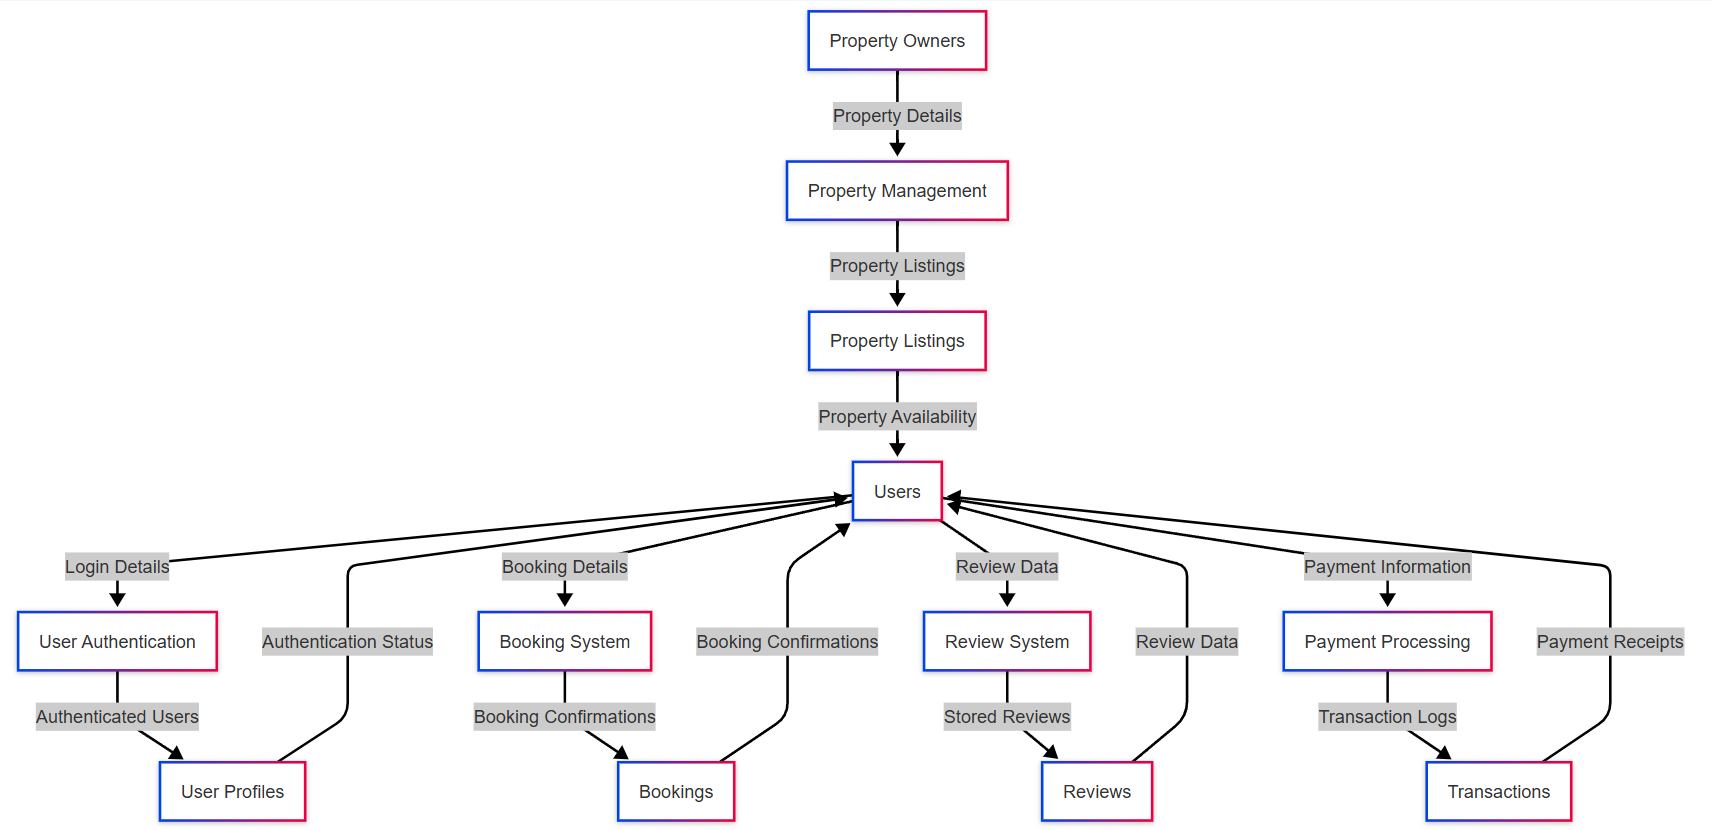 Property Owners
Property Details
Property Management
Property Listings
Property Listings
Property Availability
Users
Login Details
Booking Details
Review Data
Payment Information
User Authentication
Authentication Status
Booking System
Booking Confirmations
Review System
Review Data
Payment Processing
Payment Receipts
Authenticated Users
Booking Confirmations
Stored Reviews
Transaction Logs
User Profiles
Bookings
Reviews
Transactions